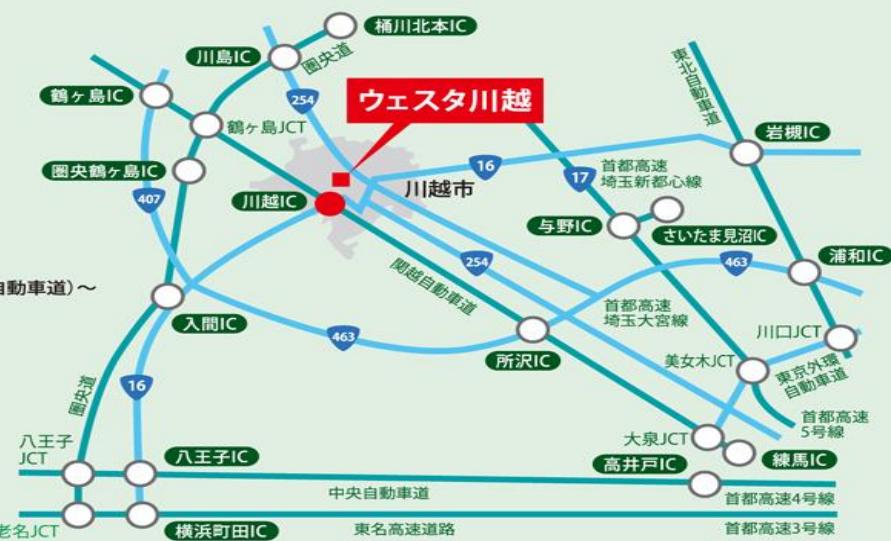 桶川北本IC
川島IC
圏央道
254
鶴ヶ島IC
ウェスタ川越
鶴ヶ島JCT
東北自動車道
岩槻IC
16
首都高速
埼玉新都心線
17
圏央鶴ヶ島IC
407
川越IC
川越市
与野IC
さいたま見沼IC
浦和IC
463
関越自動車道
254
自動車道)～
入間IC
首都高速
埼玉大宮線
川口JCT
463
所沢IC
美女木JCT
東京外環
自動車道
16
圏央道
首都高速
5号線
八王子
JCT
八王子IC
大泉JCT
高井戸IC
練馬IC
中央自動車道
首都高速4号線
老名JCT
横浜町田IC
東名高速道路
首都高速3号線